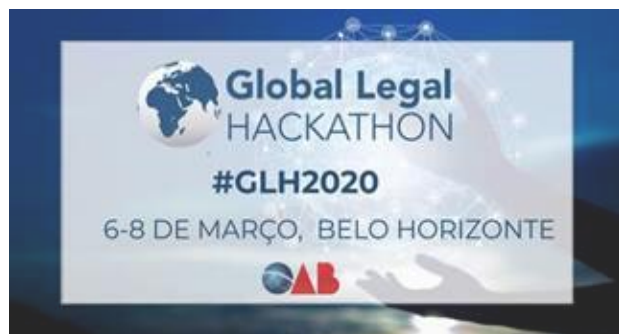 Global Legal
HACKATHON
#GLH2020
6-8 DE MARÇO, BELO HORIZONTE
OAB